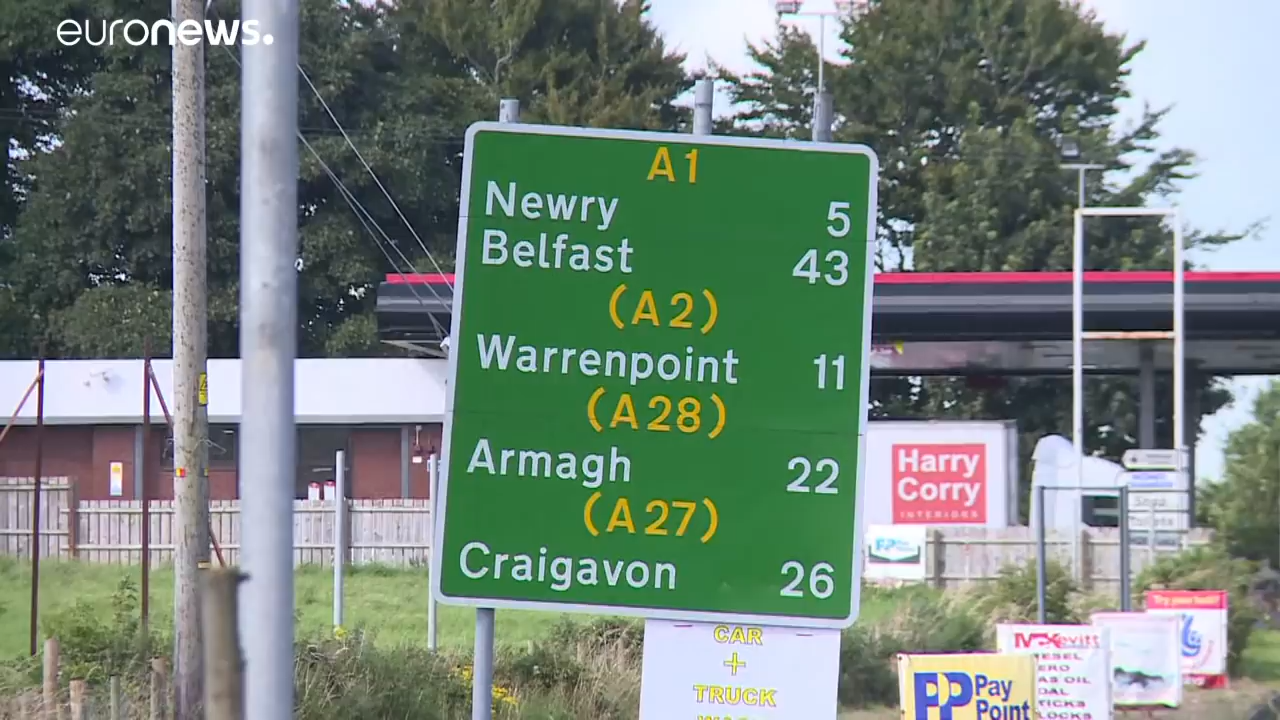 euronews.
A1
Newry 5
Belfast 43
(A2)
Warrenpoint 11
(A28)
Armagh 22
(A27)
Craigavon 26
CAR
+
TRUCK
Harry
Corry
INTERIORS
PP Pay
Point